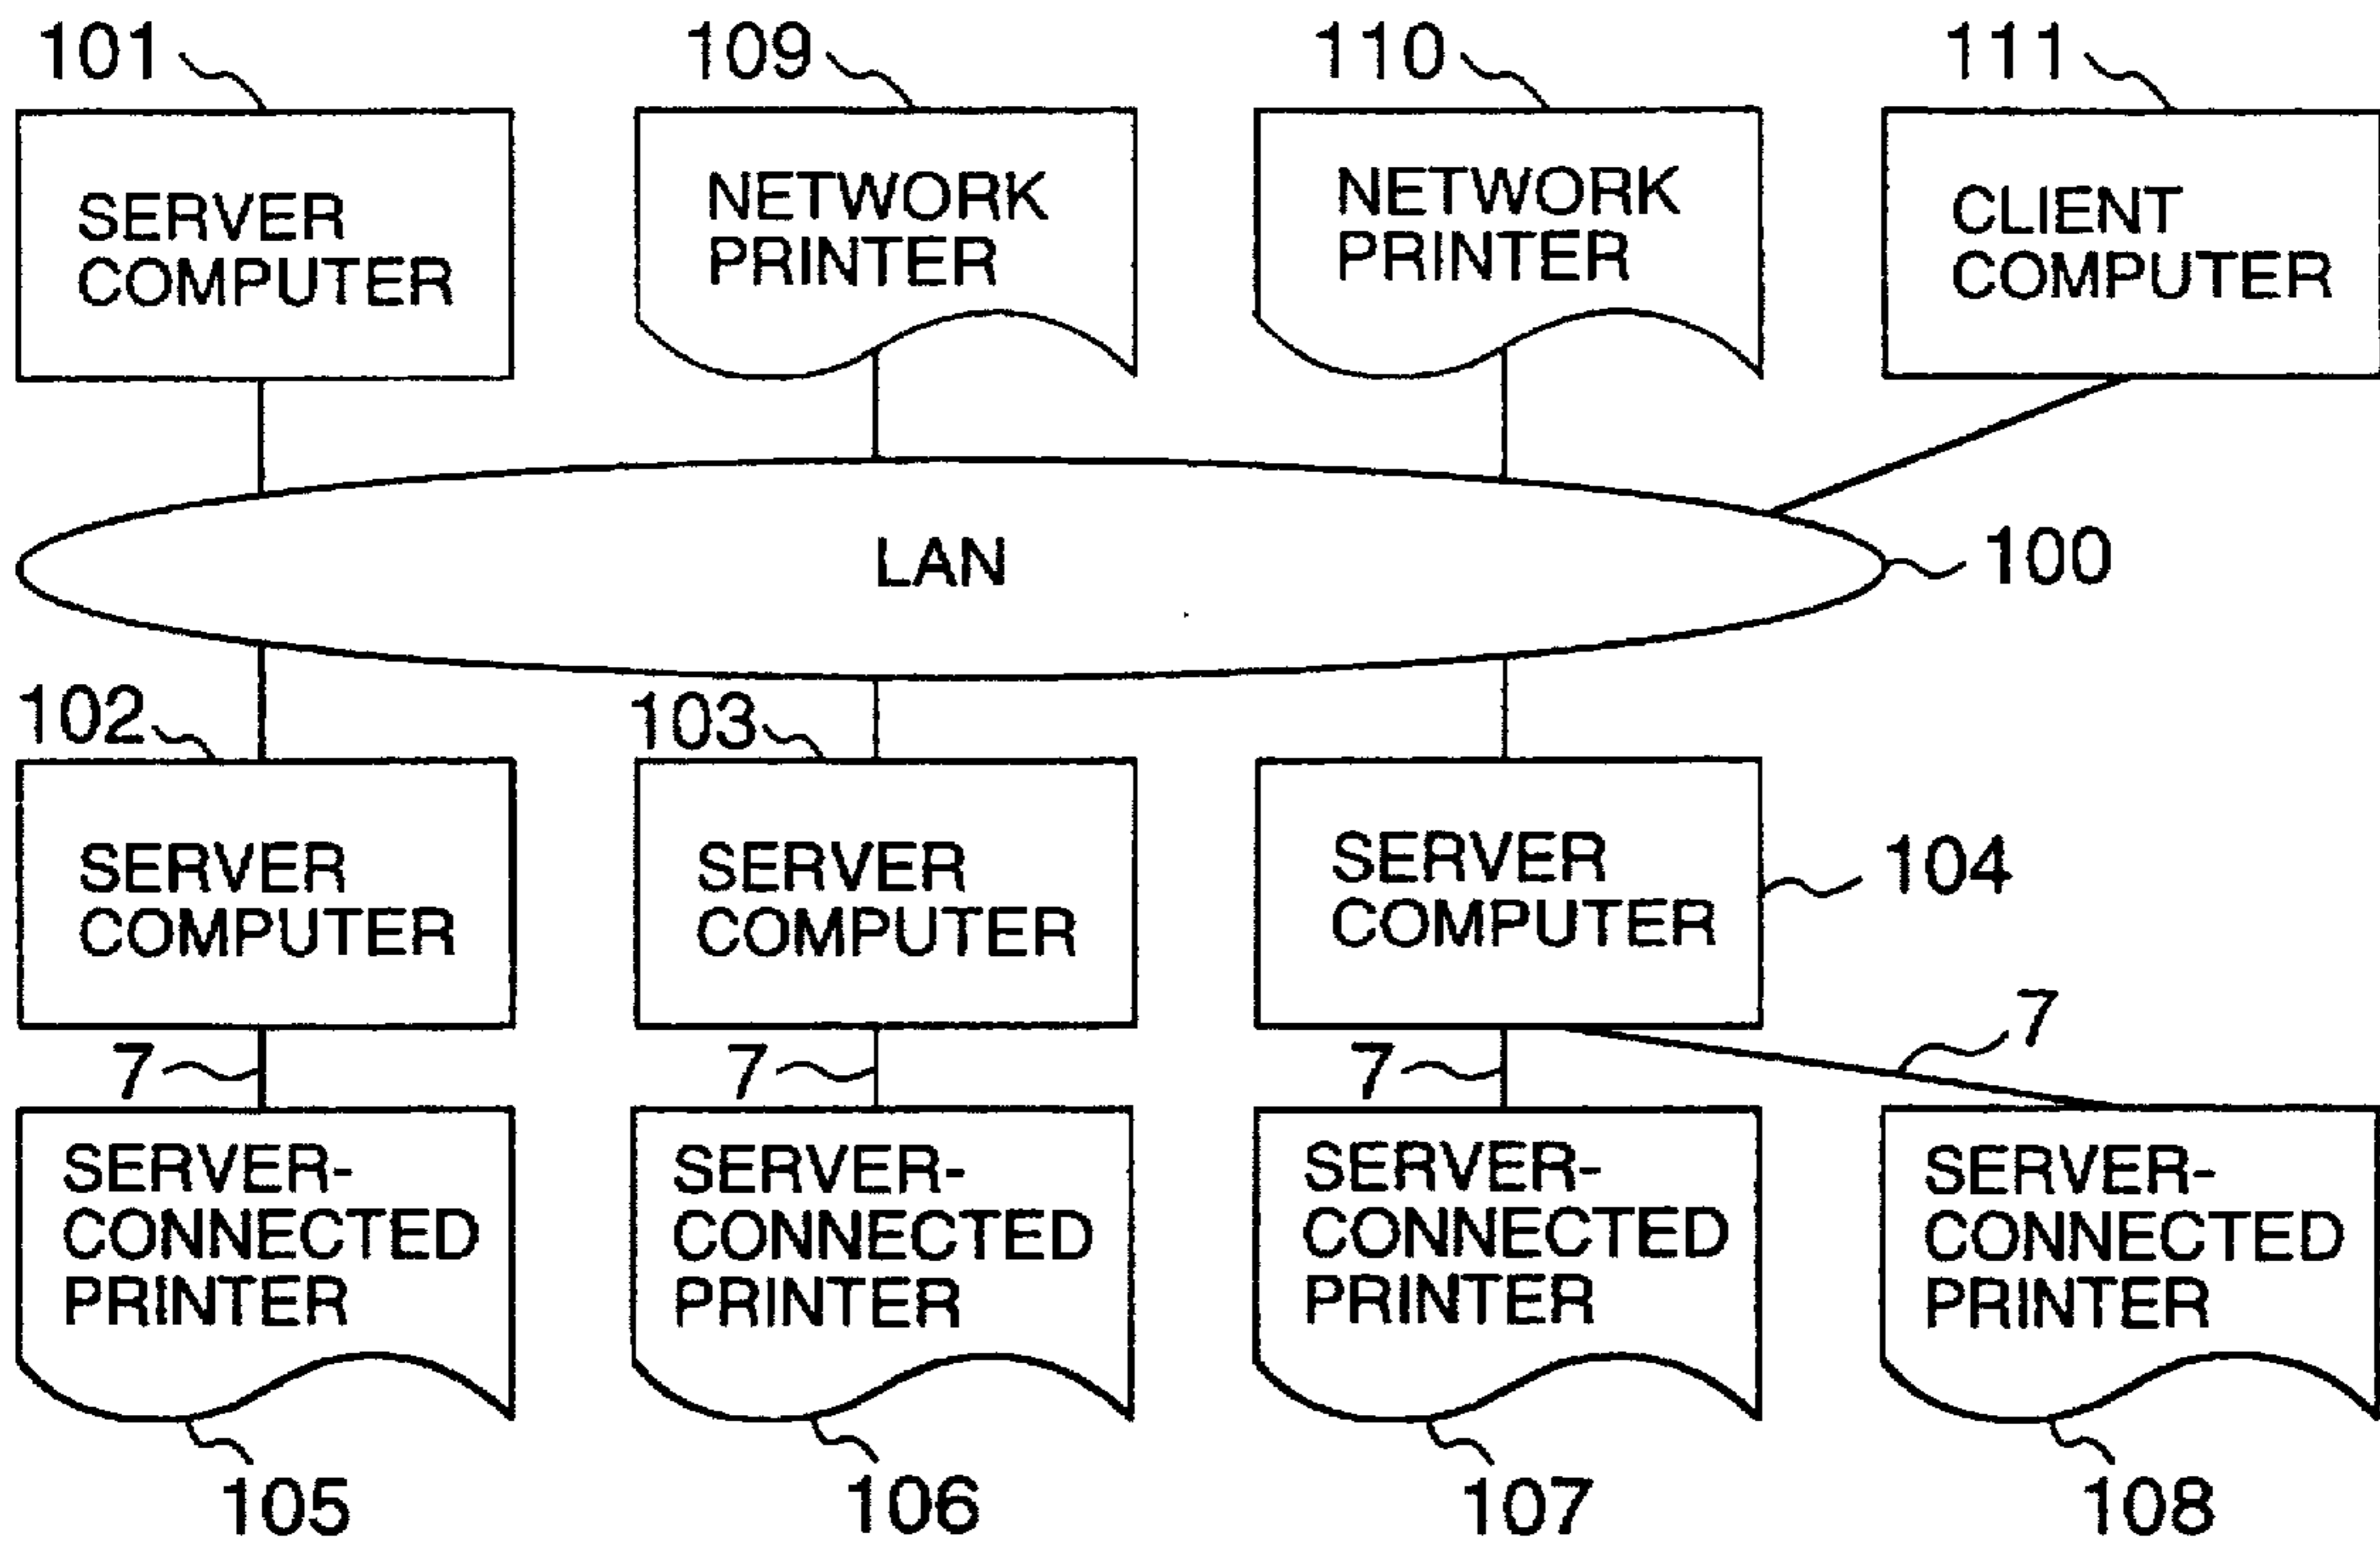 101
109
110
111
SERVER
COMPUTER
NETWORK
PRINTER
NETWORK
PRINTER
CLIENT
COMPUTER
LAN
100
102
103
SERVER
COMPUTER
SERVER
COMPUTER
SERVER
COMPUTER
104
7
7
7
7
SERVER-
CONNECTED
PRINTER
SERVER-
CONNECTED
PRINTER
SERVER-
CONNECTED
PRINTER
SERVER-
CONNECTED
PRINTER
105
106
107
108